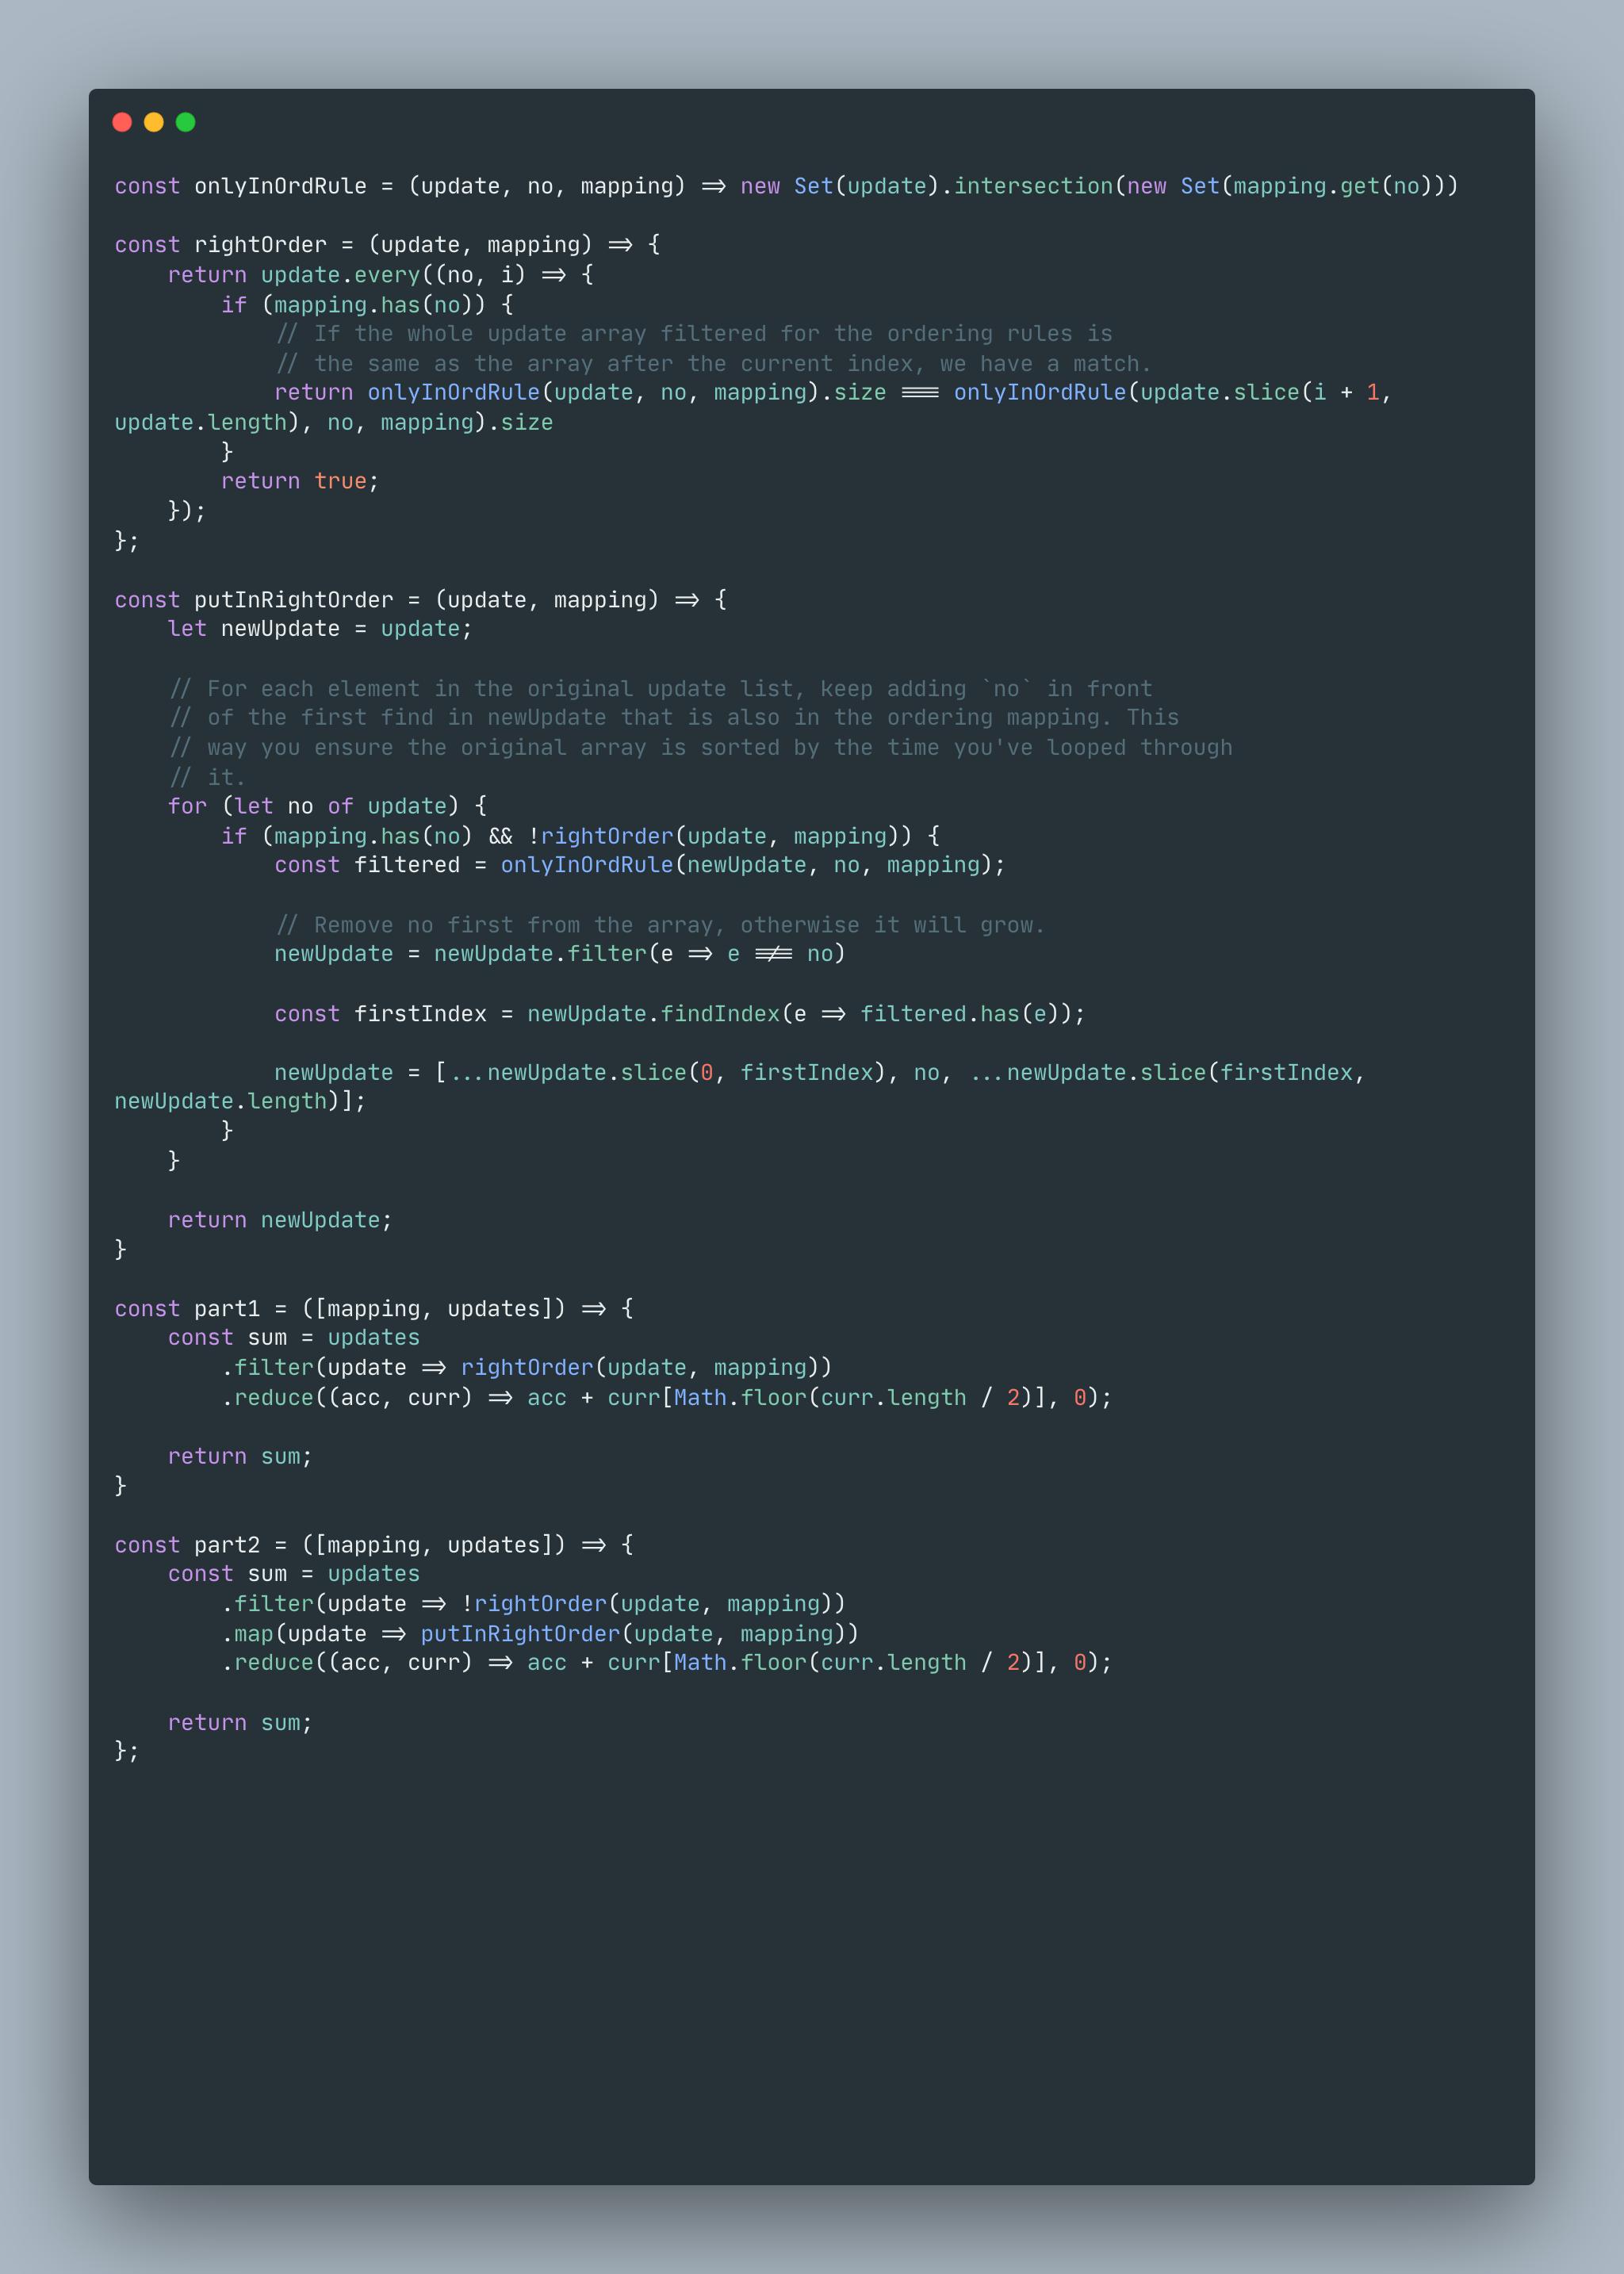 const onlyInOrdRule = (update, no, mapping) => new Set(update).intersection(new Set(mapping.get(no)))

const rightOrder = (update, mapping) => {
    return update.every((no, i) => {
        if (mapping.has(no)) {
            // If the whole update array filtered for the ordering rules is
            // the same as the array after the current index, we have a match.
            return onlyInOrdRule(update, no, mapping).size === onlyInOrdRule(update.slice(i + 1,
update.length), no, mapping).size
        }
        return true;
    });
};

const putInRightOrder = (update, mapping) => {
    let newUpdate = update;

    // For each element in the original update list, keep adding `no` in front
    // of the first find in newUpdate that is also in the ordering mapping. This
    // way you ensure the original array is sorted by the time you've looped through
    // it.
    for (let no of update) {
        if (mapping.has(no) && !rightOrder(update, mapping)) {
            const filtered = onlyInOrdRule(newUpdate, no, mapping);

            // Remove no first from the array, otherwise it will grow.
            newUpdate = newUpdate.filter(e => e !== no)

            const firstIndex = newUpdate.findIndex(e => filtered.has(e));

            newUpdate = [...newUpdate.slice(0, firstIndex), no, ...newUpdate.slice(firstIndex,
newUpdate.length)];
        }
    }

    return newUpdate;
}

const part1 = ([mapping, updates]) => {
    const sum = updates
        .filter(update => rightOrder(update, mapping))
        .reduce((acc, curr) => acc + curr[Math.floor(curr.length / 2)], 0);

    return sum;
}

const part2 = ([mapping, updates]) => {
    const sum = updates
        .filter(update => !rightOrder(update, mapping))
        .map(update => putInRightOrder(update, mapping))
        .reduce((acc, curr) => acc + curr[Math.floor(curr.length / 2)], 0);

    return sum;
};